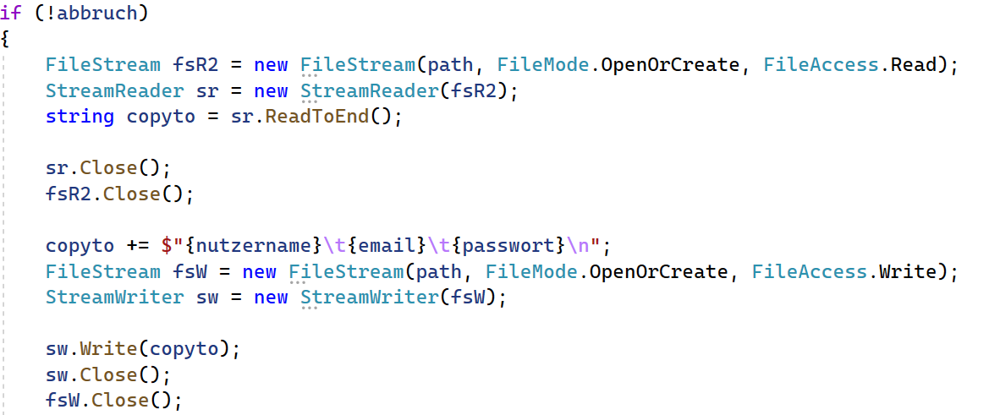 if (!abbruch)
{
FileStream fsR2 = new FileStream(path, FileMode.OpenOrCreate, FileAccess.Read);
StreamReader sr = new StreamReader(fsR2);
string copyto = sr.ReadToEnd();
sr.Close();
fsR2.Close();
copyto += $"{nutzername}\t{email}\t{passwort}\n";
FileStream fsW = new FileStream(path, FileMode.OpenOrCreate, FileAccess.Write);
StreamWriter sw = new StreamWriter(fsW);
sw.Write(copyto);
sw.Close();
fsW.Close();